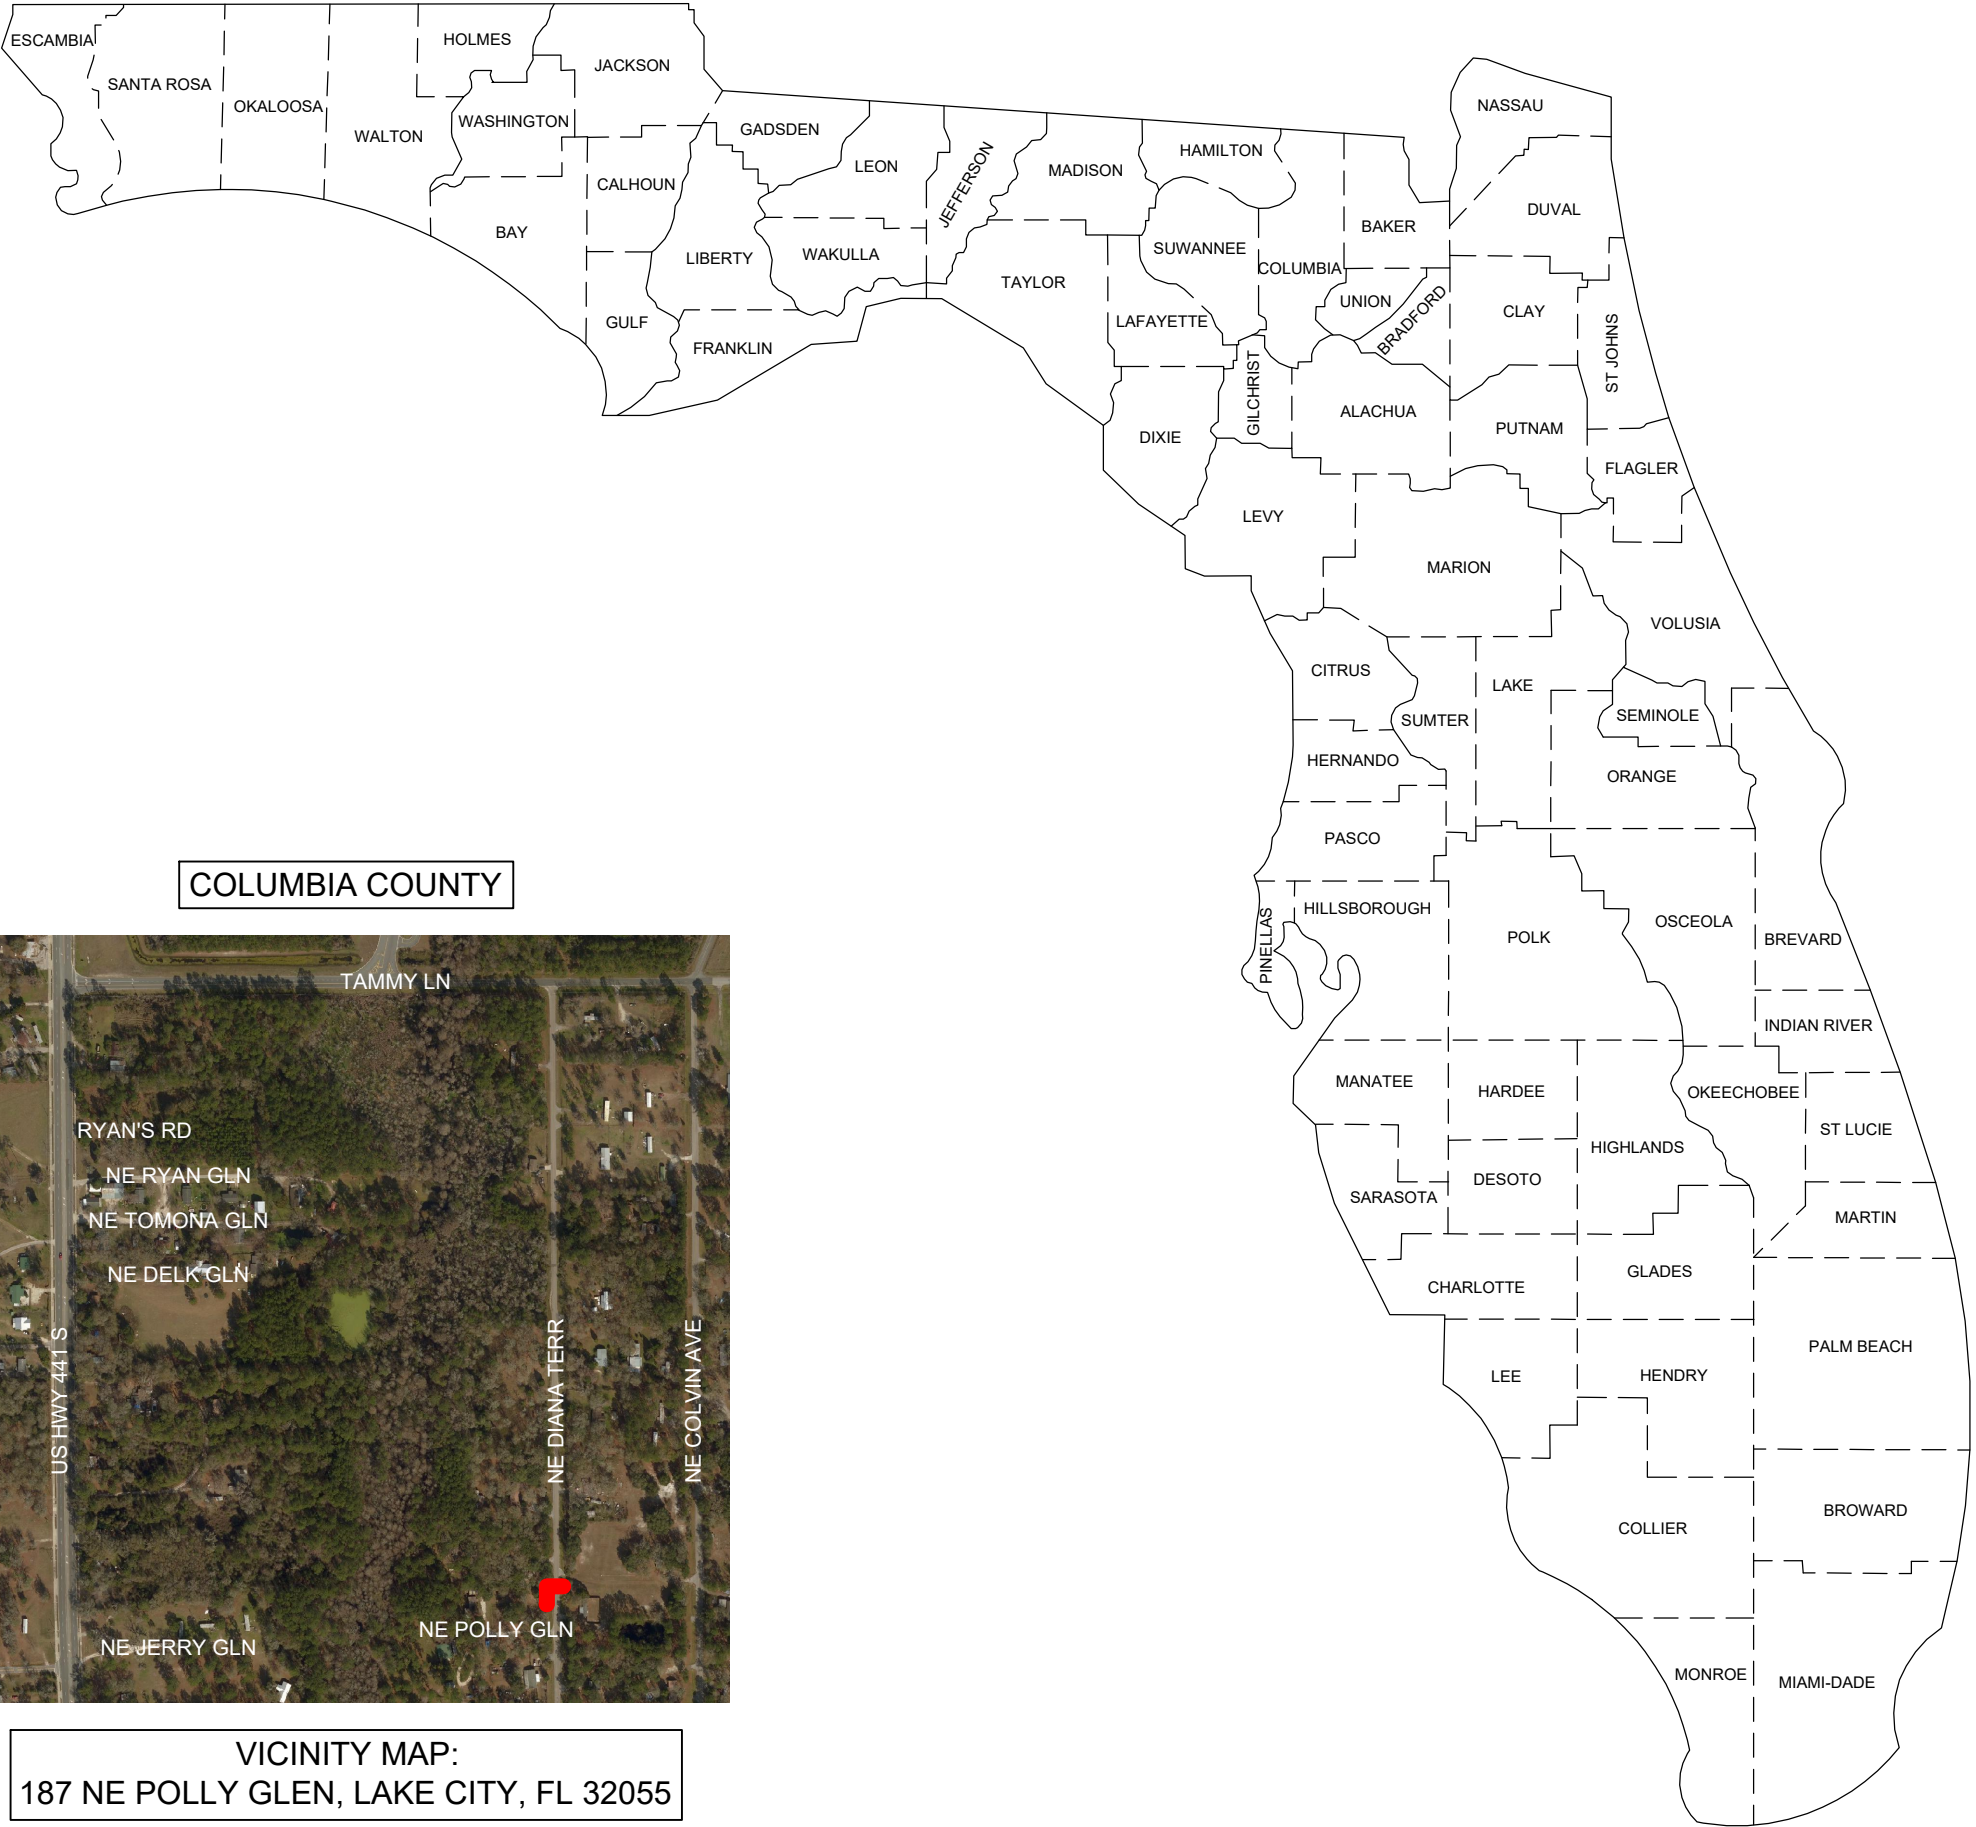 ESCAMBIA
SANTA ROSA
OKALOOSA
WALTON
HOLMES
WASHINGTON
JACKSON
BAY
CALHOUN
GULF
GADSDEN
LIBERTY
FRANKLIN
LEON
WAKULLA
JEFFERSON
MADISON
TAYLOR
HAMILTON
SUWANNEE
LAFAYETTE
DIXIE
COLUMBIA
GILCHRIST
BAKER
UNION
BRADFORD
NASSAU
DUVAL
CLAY
ST JOHNS
ALACHUA
PUTNAM
FLAGLER
LEVY
MARION
VOLUSIA
CITRUS
SUMTER
LAKE
SEMINOLE
HERNANDO
ORANGE
PASCO
HILLSBOROUGH
PINELLAS
POLK
OSCEOLA
BREVARD
INDIAN RIVER
MANATEE
HARDEE
OKEECHOBEE
ST LUCIE
HIGHLANDS
SARASOTA
DESOTO
MARTIN
CHARLOTTE
GLADES
PALM BEACH
LEE
HENDRY
BROWARD
COLLIER
MONROE
MIAMI-DADE
COLUMBIA COUNTY
TAMMY LN
RYAN'S RD
NE RYAN GLN
NE TOMONA GLN
NE DELK GLN
US HWY 441 S
NE DIANA TERR
NE COLVIN AVE
NE POLLY GLN
NE JERRY GLN
VICINITY MAP:
187 NE POLLY GLEN, LAKE CITY, FL 32055